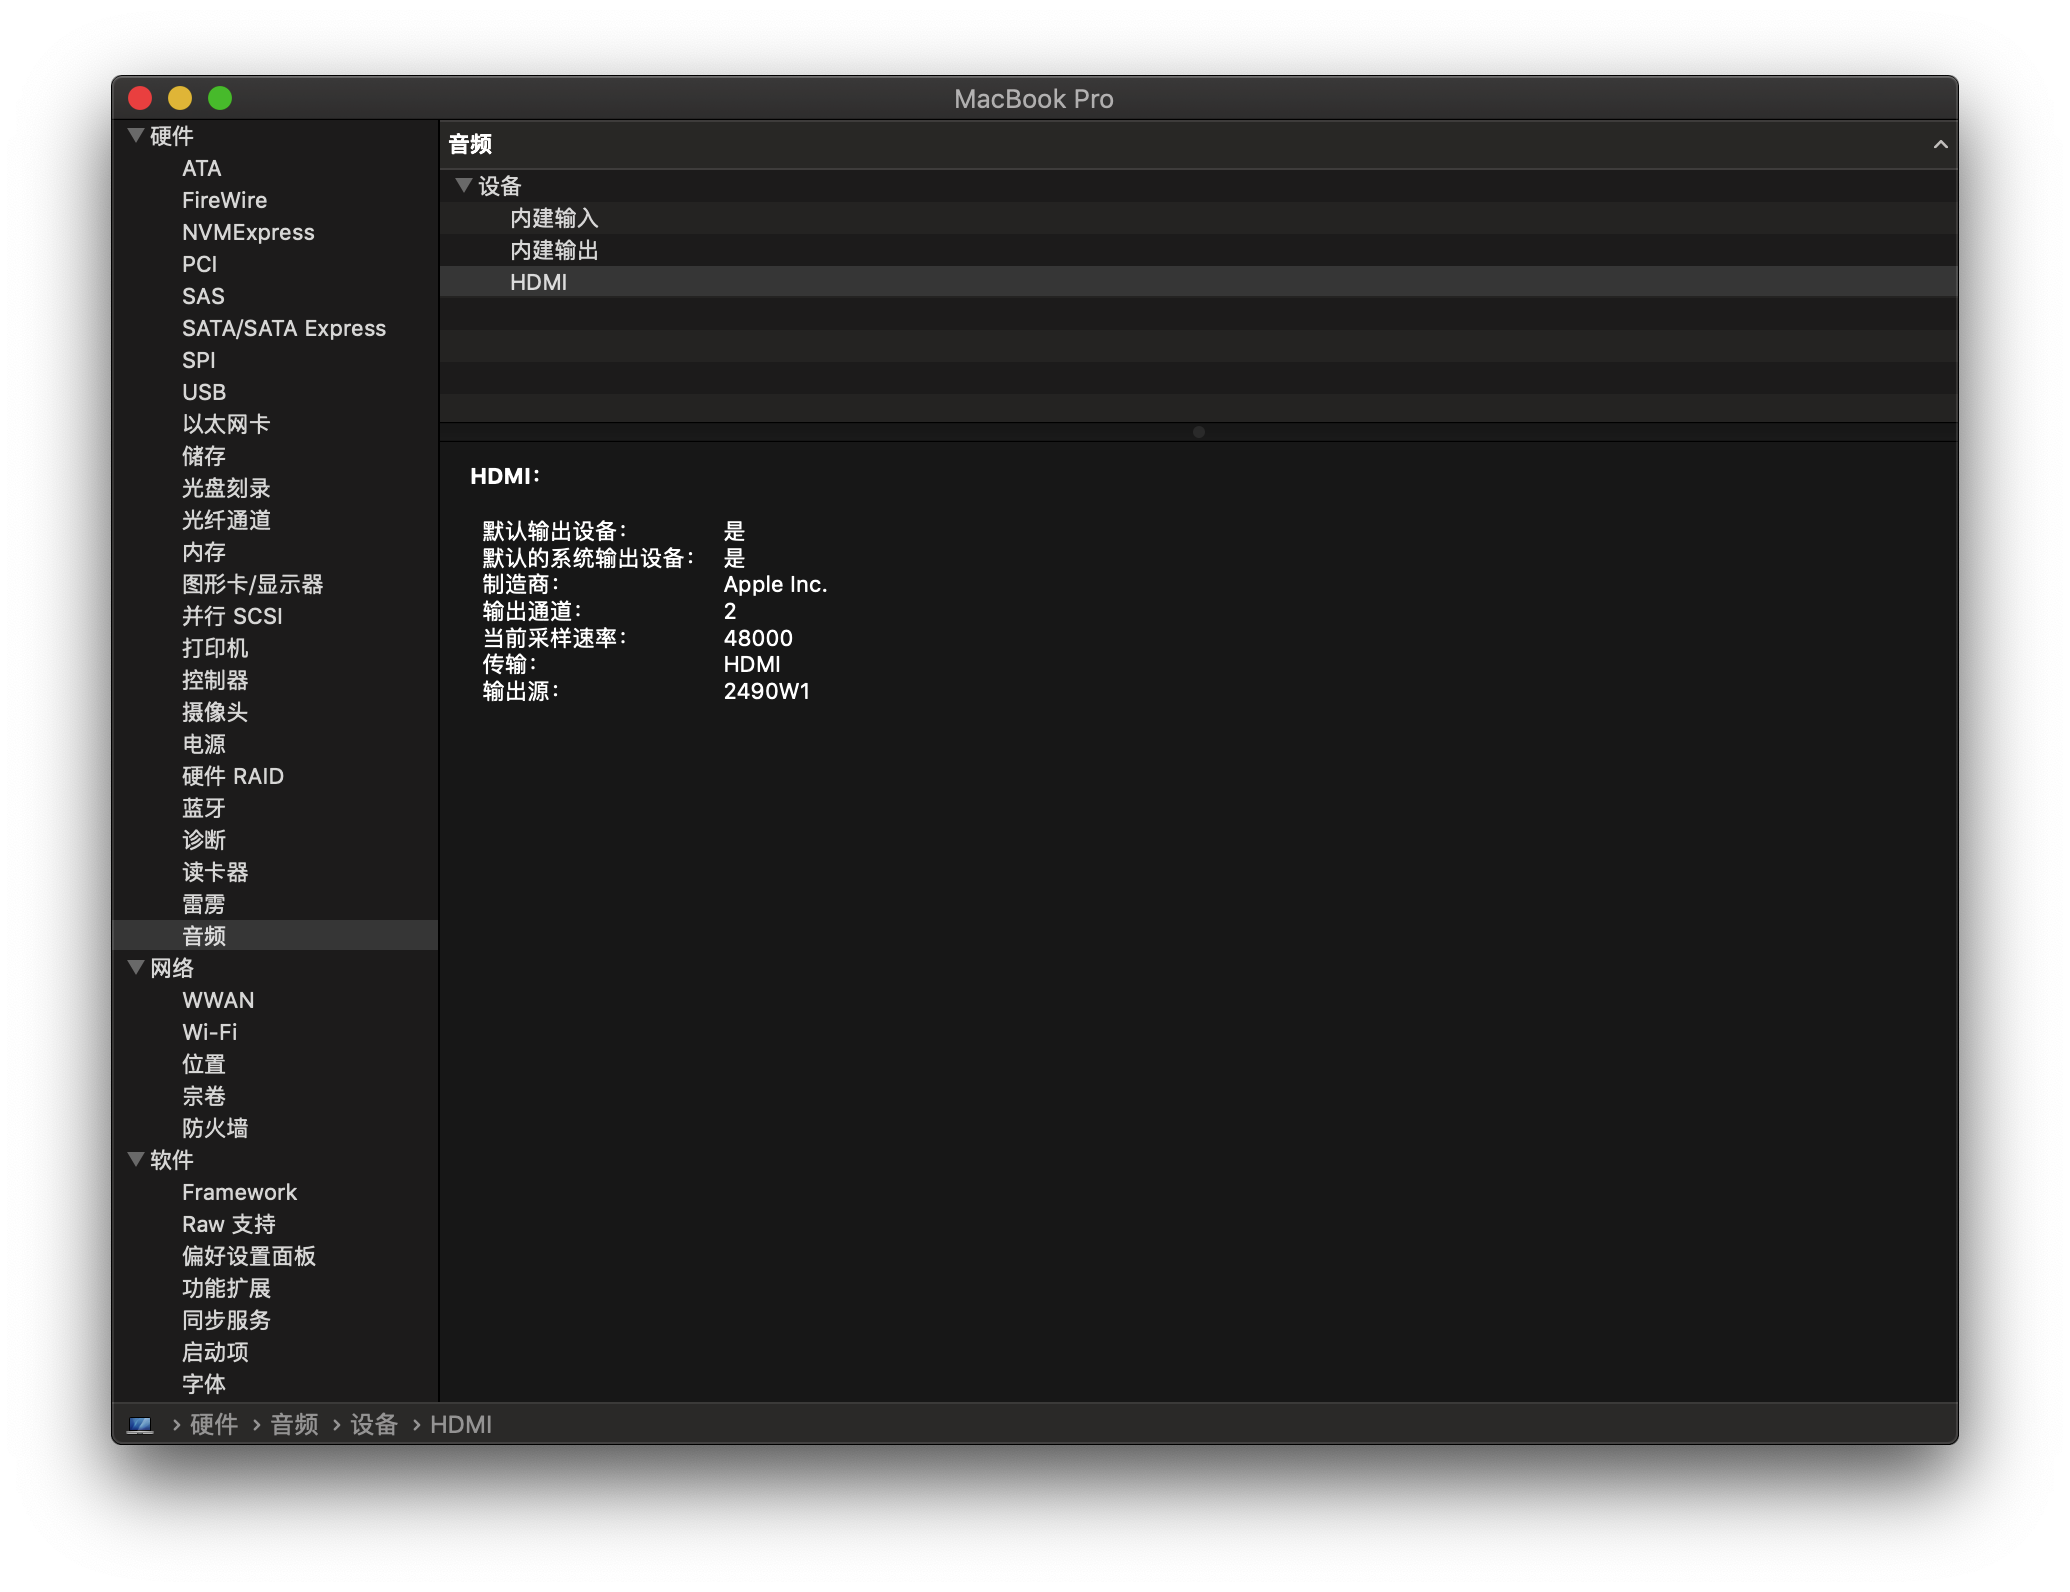 MacBook Pro
硬件
ATA
FireWire
NVMExpress
PCI
SAS
SATA/SATA Express
SPI
USB
以太网卡
储存
光盘刻录
光纤通道
内存
图形卡/显示器
并行 SCSI
打印机
控制器
摄像头
电源
硬件 RAID
蓝牙
诊断
读卡器
雷雳
音频
网络
WWAN
Wi-Fi
位置
宗卷
防火墙
软件
Framework
Raw 支持
偏好设置面板
功能扩展
同步服务
启动项
字体
音频
设备
内建输入
内建输出
HDMI
HDMI：
默认输出设备： 是
默认的系统输出设备： 是
制造商： Apple Inc.
输出通道： 2
当前采样速率： 48000
传输： HDMI
输出源： 2490W1
› 硬件 › 音频 › 设备 › HDMI